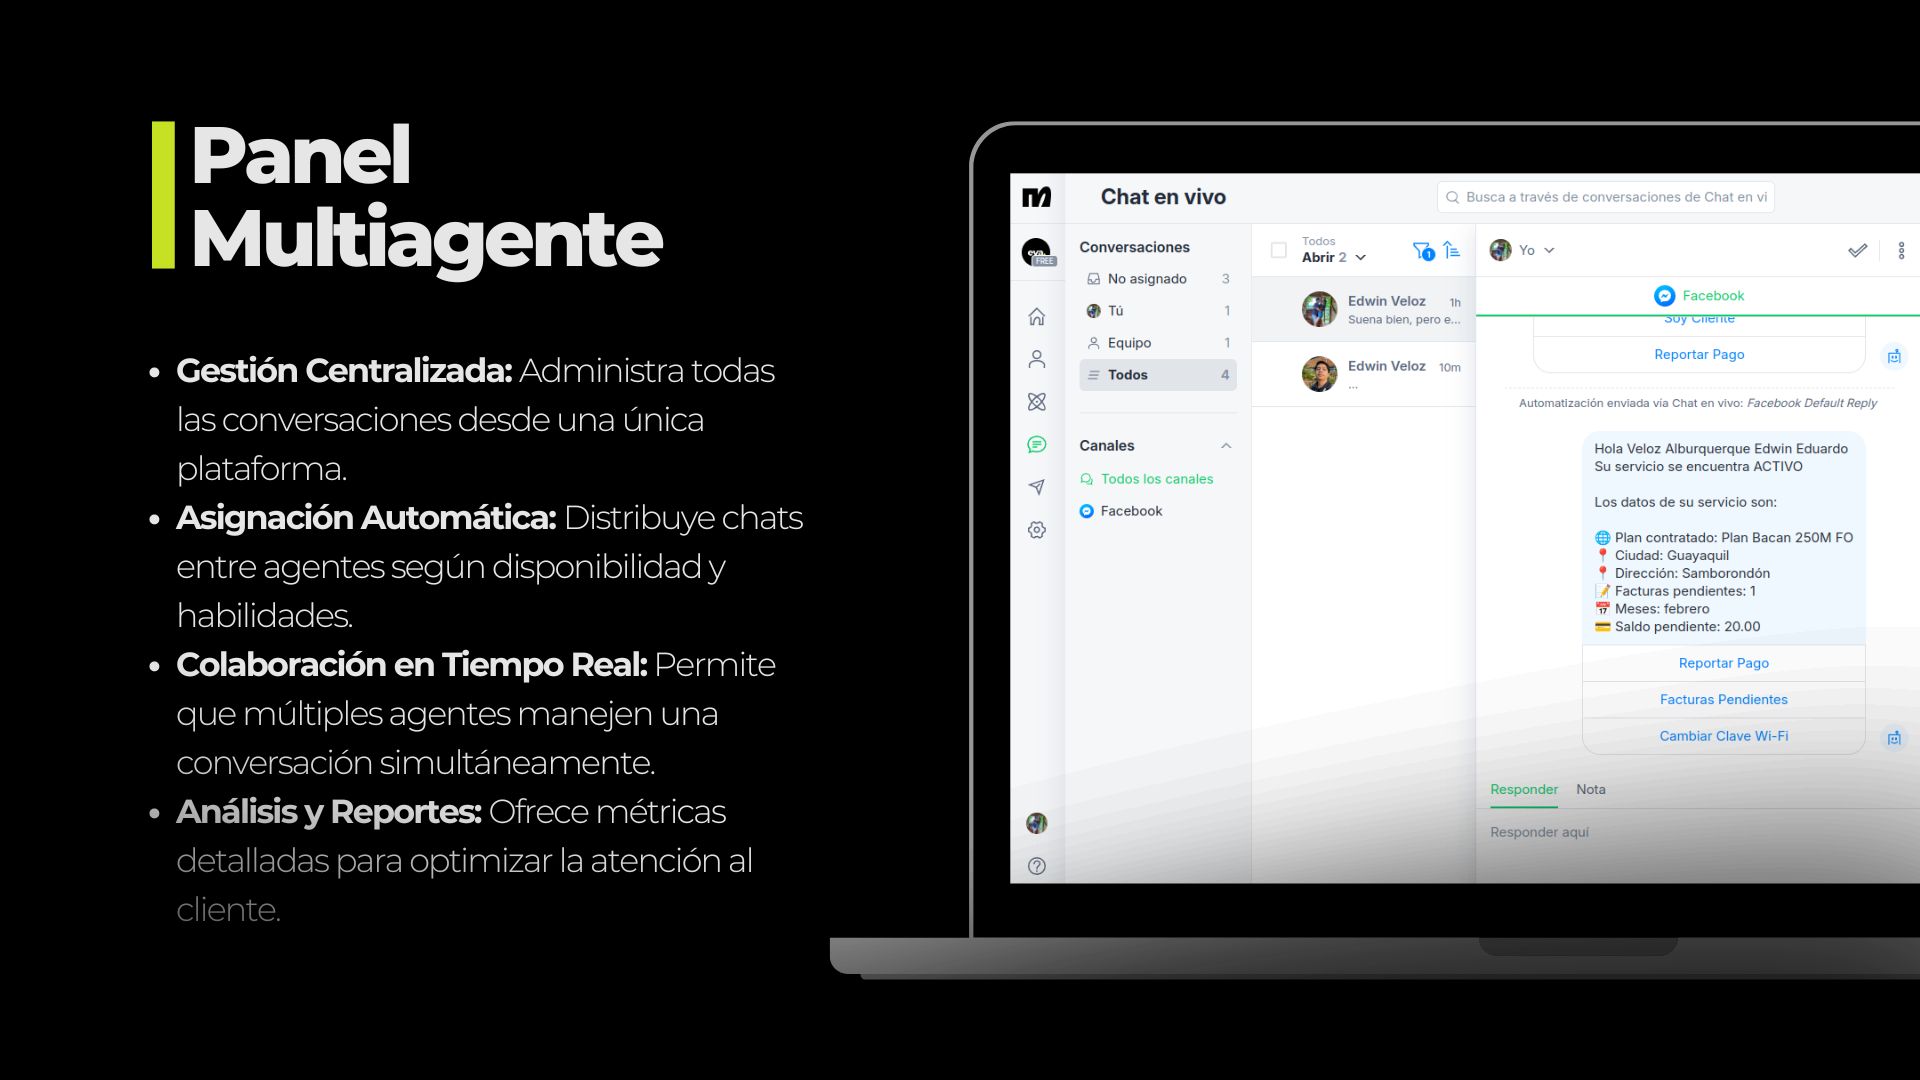 Panel
Multiagente
• Gestión Centralizada: Administra todas
las conversaciones desde una única
plataforma.
• Asignación Automática: Distribuye chats
entre agentes según disponibilidad y
habilidades.
• Colaboración en Tiempo Real: Permite
que múltiples agentes manejen una
conversación simultáneamente.
• Análisis y Reportes: Ofrece métricas
detalladas para optimizar la atención al
cliente.
Chat en vivo
Busca a través de conversaciones de Chat en vi
eva.
FREE
Conversaciones
No asignado 3
Tú 1
Equipo 1
Todos 4
Canales
Todos los canales
Facebook
Todos
Abrir 2
1
Edwin Veloz 1h
Suena bien, pero e...
Edwin Veloz 10m
...
Yo
Facebook
Soy Cliente
Reportar Pago
Automatización enviada vía Chat en vivo: Facebook Default Reply
Hola Veloz Alburquerque Edwin Eduardo
Su servicio se encuentra ACTIVO
Los datos de su servicio son:
🌐 Plan contratado: Plan Bacan 250M FO
📍 Ciudad: Guayaquil
📍 Dirección: Samborondón
📝 Facturas pendientes: 1
📅 Meses: febrero
💳 Saldo pendiente: 20.00
Reportar Pago
Facturas Pendientes
Cambiar Clave Wi-Fi
Responder Nota
Responder aquí